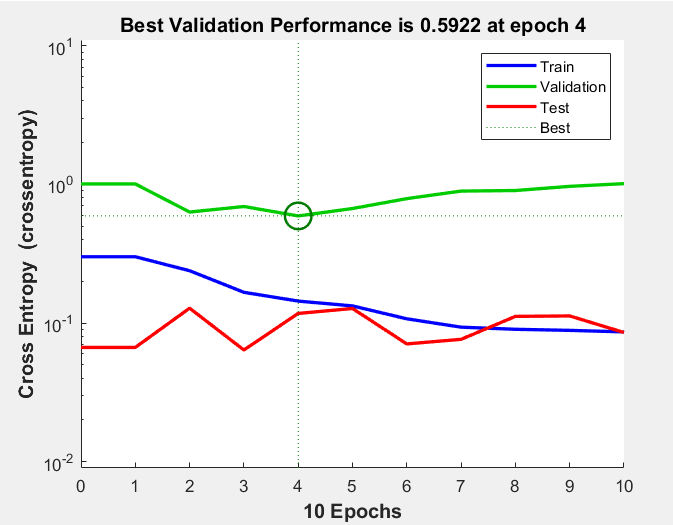 Best Validation Performance is 0.5922 at epoch 4
10^1
10^0
10^-1
10^-2
Cross Entropy (crossentropy)
Train
Validation
Test
Best
0 1 2 3 4 5 6 7 8 9 10
10 Epochs